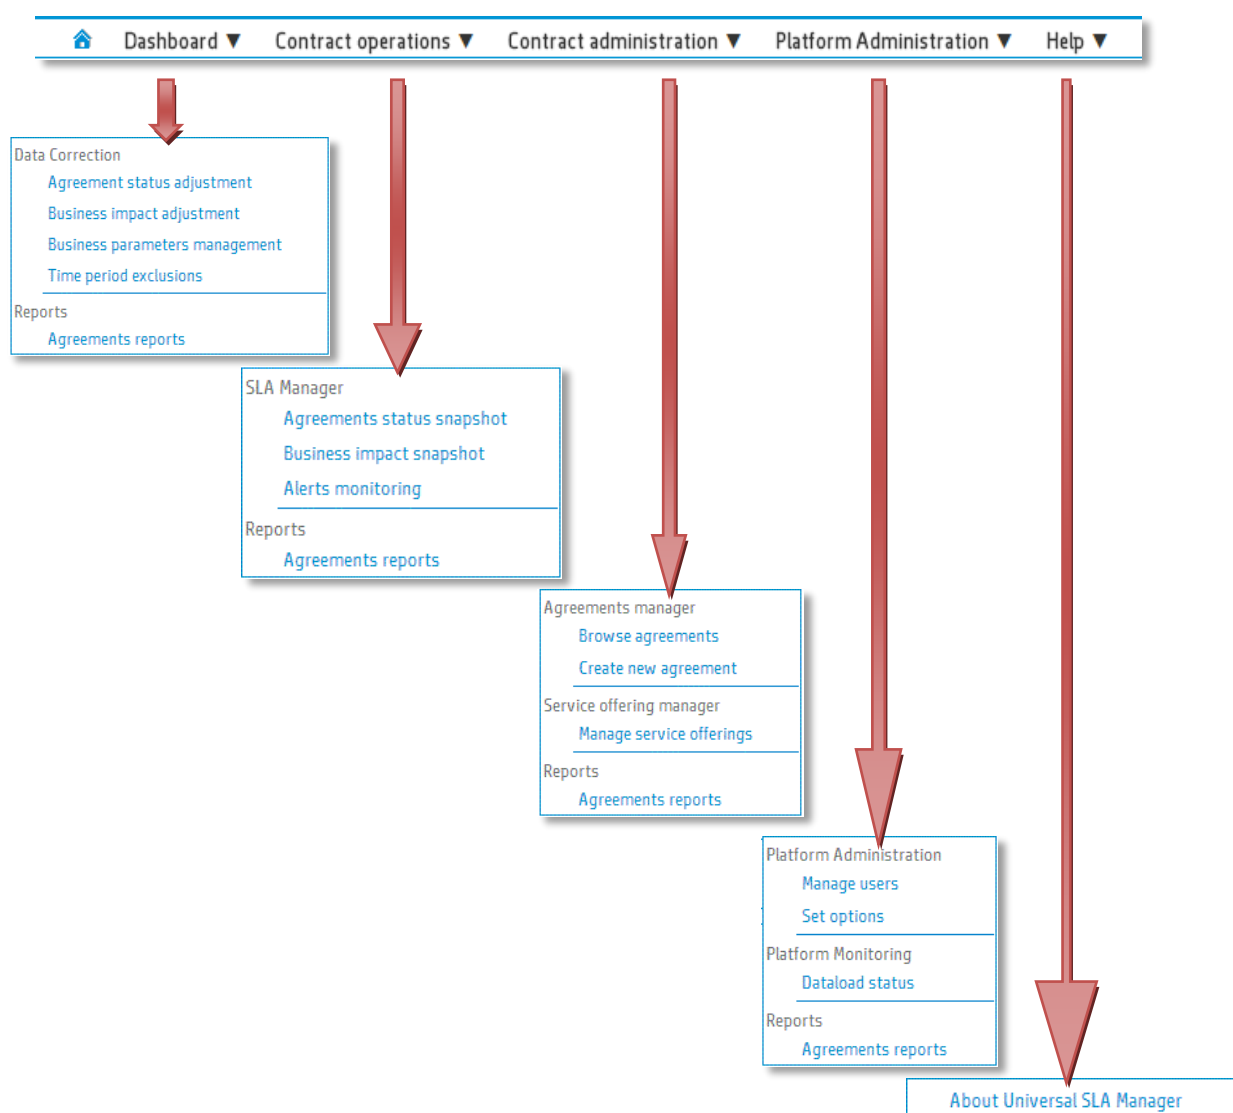 Dashboard ▼ Contract operations ▼ Contract administration ▼ Platform Administration ▼ Help ▼
Data Correction
Agreement status adjustment
Business impact adjustment
Business parameters management
Time period exclusions
Reports
Agreements reports
SLA Manager
Agreements status snapshot
Business impact snapshot
Alerts monitoring
Reports
Agreements reports
Agreements manager
Browse agreements
Create new agreement
Service offering manager
Manage service offerings
Reports
Agreements reports
Platform Administration
Manage users
Set options
Platform Monitoring
Dataload status
Reports
Agreements reports
About Universal SLA Manager